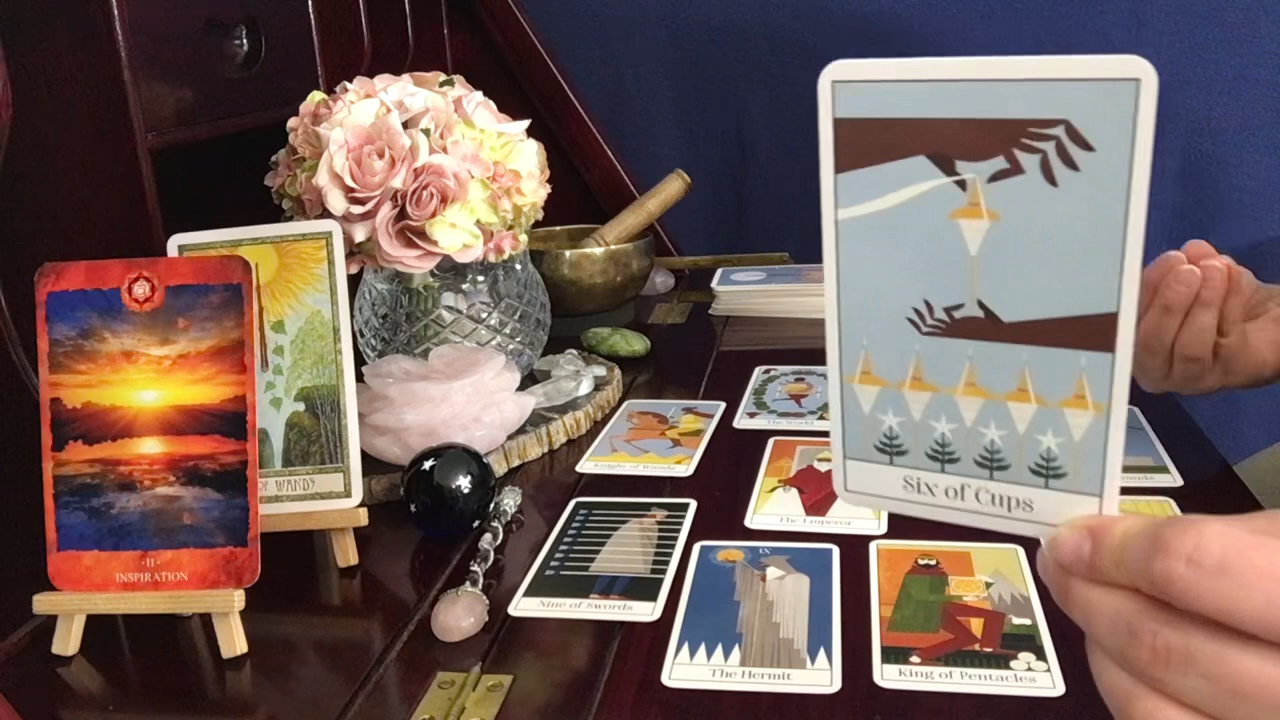 Six of Cups
OF WANDS
·II·
INSPIRATION
Knight of Wands
The World
The Emperor
Nine of Swords
IX
The Hermit
King of Pentacles